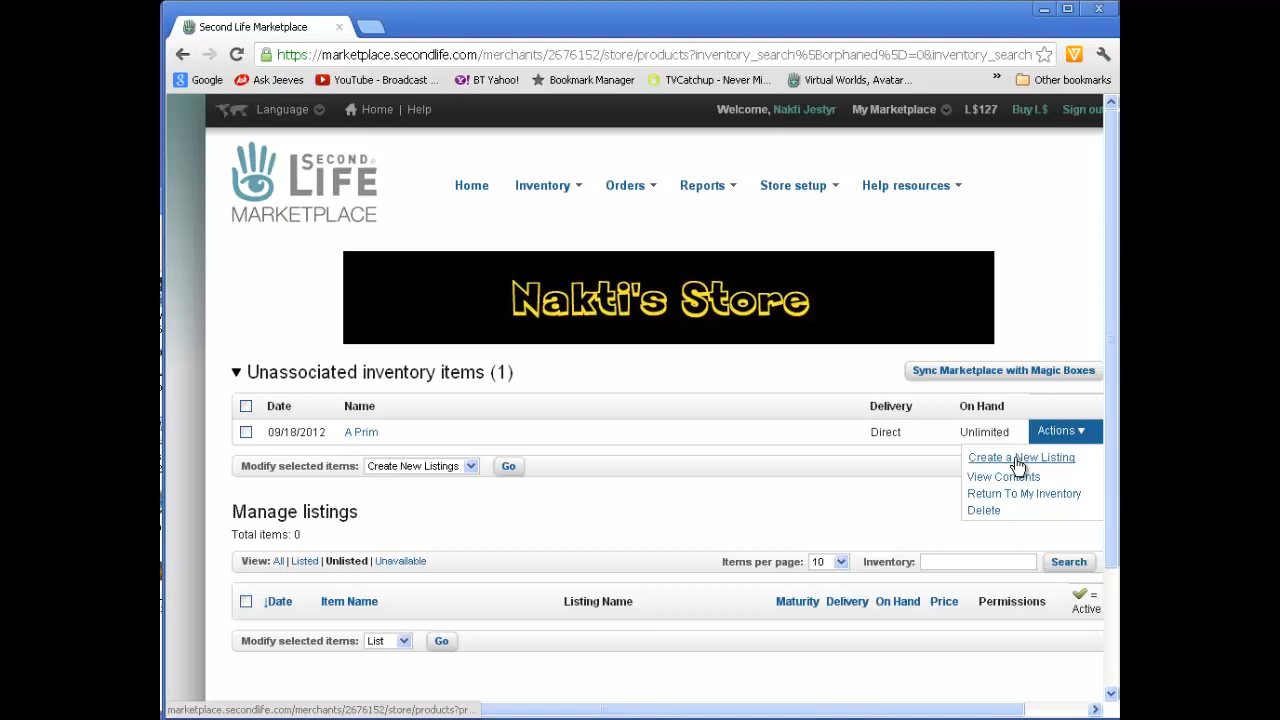 Second Life Marketplace
https://marketplace.secondlife.com/merchants/2676152/store/products?inventory_search%5Borphaned%5D=0&inventory_search
Google Ask Jeeves YouTube - Broadcast ... BT Yahoo! Bookmark Manager TVCatchup - Never Mi... Virtual Worlds, Avatar... » Other bookmarks
Language Home | Help Welcome, Nakti Jestyr My Marketplace L$127 Buy L$ Sign out
SECOND
LIFE
MARKETPLACE
Home Inventory Orders Reports Store setup Help resources
Nakti's Store
Unassociated inventory items (1) Sync Marketplace with Magic Boxes
Date Name Delivery On Hand
09/18/2012 A Prim Direct Unlimited Actions ▼
Create a New Listing
Modify selected items: Create New Listings Go
View Contents
Return To My Inventory
Delete
Manage listings
Total items: 0
View: All | Listed | Unlisted | Unavailable Items per page: 10 Inventory: Search
↓Date Item Name Listing Name Maturity Delivery On Hand Price Permissions = Active
Modify selected items: List Go
marketplace.secondlife.com/merchants/2676152/store/products?pr...